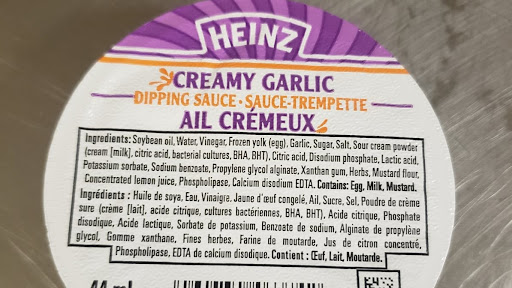 HEINZ
CREAMY GARLIC
DIPPING SAUCE • SAUCE-TREMPETTE
AIL CRÉMEUX
Ingredients: Soybean oil, Water, Vinegar, Frozen yolk (egg), Garlic, Sugar, Salt, Sour cream powder
(cream [milk], citric acid, bacterial cultures, BHA, BHT), Citric acid, Disodium phosphate, Lactic acid,
Potassium sorbate, Sodium benzoate, Propylene glycol alginate, Xanthan gum, Herbs, Mustard flour,
Concentrated lemon juice, Phospholipase, Calcium disodium EDTA. Contains: Egg, Milk, Mustard.
Ingrédients : Huile de soya, Eau, Vinaigre, Jaune d'œuf congelé, Ail, Sucre, Sel, Poudre de crème
sure (crème [lait], acide citrique, cultures bactériennes, BHA, BHT), Acide citrique, Phosphate
disodique, Acide lactique, Sorbate de potassium, Benzoate de sodium, Alginate de propylène
glycol, Gomme xanthane, Fines herbes, Farine de moutarde, Jus de citron concentré,
Phospholipase, EDTA de calcium disodique. Contient : Œuf, Lait, Moutarde.
44 ml